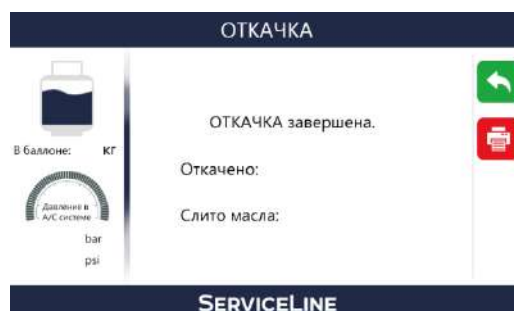 ОТКАЧКА
В баллоне: кг
Давление в
A/C системе
bar
psi
ОТКАЧКА завершена.
Откачено:
Слито масла:
SERVICELINE